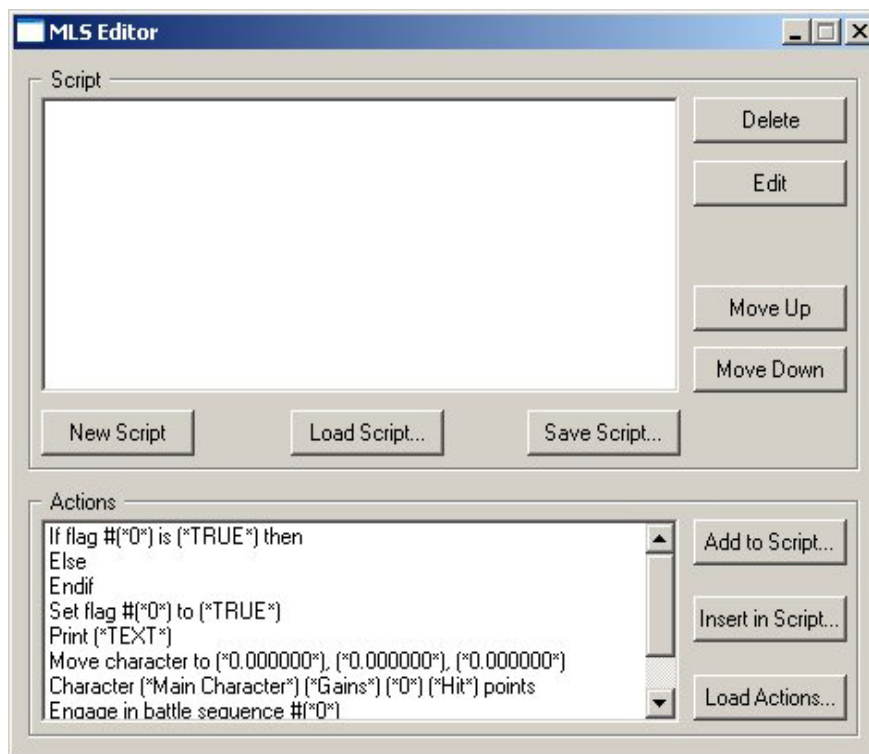 MLS Editor
Script
Delete
Edit
Move Up
Move Down
New Script
Load Script...
Save Script...
Actions
If flag #(*0*) is (*TRUE*) then
Else
Endif
Set flag #(*0*) to (*TRUE*)
Print (*TEXT*)
Move character to (*0.000000*), (*0.000000*), (*0.000000*)
Character (*Main Character*) (*Gains*) (*0*) (*Hit*) points
Engage in battle sequence #(*0*)
Add to Script...
Insert in Script...
Load Actions...